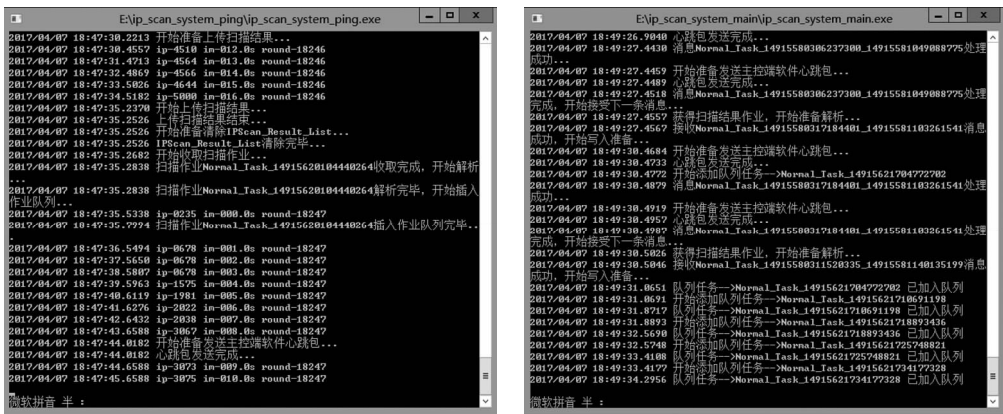 E:\ip_scan_system_ping\ip_scan_system_ping.exe
2017/04/07 18:47:30.2213 开始准备上传扫描结果...
2017/04/07 18:47:30.4557 ip-4510 im-012.0s round-18246
2017/04/07 18:47:31.4713 ip-4564 im-013.0s round-18246
2017/04/07 18:47:32.4869 ip-4566 im-014.0s round-18246
2017/04/07 18:47:33.5026 ip-4644 im-015.0s round-18246
2017/04/07 18:47:34.5182 ip-5000 im-016.0s round-18246
2017/04/07 18:47:35.2370 开始上传扫描结果...
2017/04/07 18:47:35.2526 上传扫描结果结束...
2017/04/07 18:47:35.2526 开始准备清除IPScan_Result_List...
2017/04/07 18:47:35.2526 IPScan_Result_List清除完毕...
2017/04/07 18:47:35.2682 开始收取扫描作业...
2017/04/07 18:47:35.2838 扫描作业Normal_Task_14915620104440264收取完成，开始解析
...
2017/04/07 18:47:35.2838 扫描作业Normal_Task_14915620104440264解析完毕，开始插入
作业队列...
2017/04/07 18:47:35.5338 ip-0235 im-000.0s round-18247
2017/04/07 18:47:35.7994 扫描作业Normal_Task_14915620104440264插入作业队列完毕..
.
2017/04/07 18:47:36.5494 ip-0678 im-001.0s round-18247
2017/04/07 18:47:37.5650 ip-0678 im-002.0s round-18247
2017/04/07 18:47:38.5807 ip-0678 im-003.0s round-18247
2017/04/07 18:47:39.5963 ip-1575 im-004.0s round-18247
2017/04/07 18:47:40.6119 ip-1981 im-005.0s round-18247
2017/04/07 18:47:41.6276 ip-2022 im-006.0s round-18247
2017/04/07 18:47:42.6432 ip-2038 im-007.0s round-18247
2017/04/07 18:47:43.6588 ip-3067 im-008.0s round-18247
2017/04/07 18:47:44.0182 开始准备发送主控端软件心跳包...
2017/04/07 18:47:44.0182 心跳包发送完成...
2017/04/07 18:47:44.6588 ip-3073 im-009.0s round-18247
2017/04/07 18:47:45.6588 ip-3075 im-010.0s round-18247
微软拼音 半 ：
E:\ip_scan_system_main\ip_scan_system_main.exe
2017/04/07 18:49:26.9040 心跳包发送完成...
2017/04/07 18:49:27.4430 消息Normal_Task_14915580306237300_14915581049088775处理
成功...
2017/04/07 18:49:27.4459 开始准备发送主控端软件心跳包...
2017/04/07 18:49:27.4489 心跳包发送完成...
2017/04/07 18:49:27.4518 消息Normal_Task_14915580306237300_14915581049088775处理
完成，开始接受下一条消息...
2017/04/07 18:49:27.4557 获得扫描结果作业，开始准备解析...
2017/04/07 18:49:27.4567 接收Normal_Task_14915580317184401_14915581103261541消息
成功，开始写入准备...
2017/04/07 18:49:30.4684 开始准备发送主控端软件心跳包...
2017/04/07 18:49:30.4733 心跳包发送完成...
2017/04/07 18:49:30.4772 开始添加队列任务-->Normal_Task_14915621704772702
2017/04/07 18:49:30.4879 消息Normal_Task_14915580317184401_14915581103261541处理
成功...
2017/04/07 18:49:30.4919 开始准备发送主控端软件心跳包...
2017/04/07 18:49:30.4957 心跳包发送完成...
2017/04/07 18:49:30.4987 消息Normal_Task_14915580317184401_14915581103261541处理
完成，开始接受下一条消息...
2017/04/07 18:49:30.5026 获得扫描结果作业，开始准备解析...
2017/04/07 18:49:30.5046 接收Normal_Task_14915580311520335_14915581140135199消息
成功，开始写入准备...
2017/04/07 18:49:31.0651 队列任务-->Normal_Task_14915621704772702 已加入队列
2017/04/07 18:49:31.0691 开始添加队列任务-->Normal_Task_14915621710691198
2017/04/07 18:49:31.8717 队列任务-->Normal_Task_14915621710691198 已加入队列
2017/04/07 18:49:31.8893 开始添加队列任务-->Normal_Task_14915621718893436
2017/04/07 18:49:32.5698 队列任务-->Normal_Task_14915621718893436 已加入队列
2017/04/07 18:49:32.5748 开始添加队列任务-->Normal_Task_14915621725748821
2017/04/07 18:49:33.4108 队列任务-->Normal_Task_14915621725748821 已加入队列
2017/04/07 18:49:33.4177 开始添加队列任务-->Normal_Task_14915621734177328
2017/04/07 18:49:34.2956 队列任务-->Normal_Task_14915621734177328 已加入队列
微软拼音 半 ：